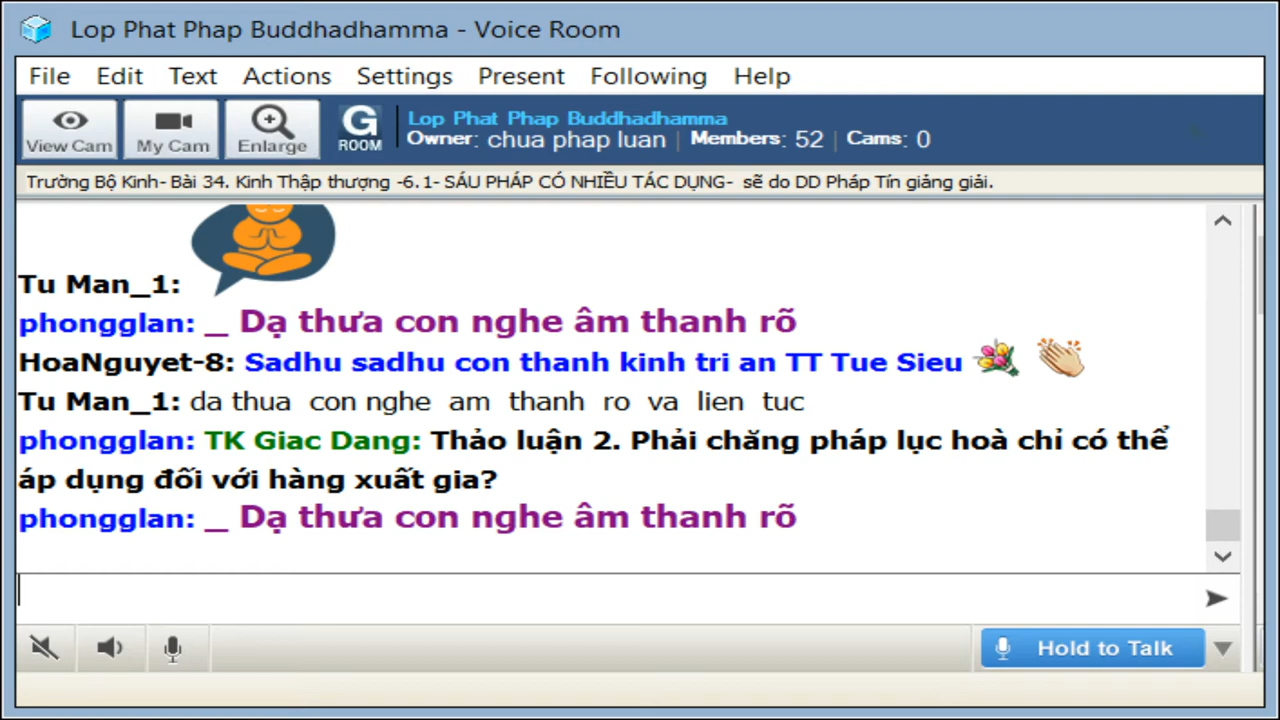 Lop Phat Phap Buddhadhamma - Voice Room
File Edit Text Actions Settings Present Following Help
View Cam My Cam Enlarge G ROOM
Lop Phat Phap Buddhadhamma
Owner: chua phap luan | Members: 52 | Cams: 0
Trường Bộ Kinh- Bài 34. Kinh Thập thượng -6.1- SÁU PHÁP CÓ NHIỀU TÁC DỤNG- sẽ do DD Pháp Tín giảng giải.
Tu Man_1:
phongglan: _ Dạ thưa con nghe âm thanh rõ
HoaNguyet-8: Sadhu sadhu con thanh kinh tri an TT Tue Sieu
Tu Man_1: da thua con nghe am thanh ro va lien tuc
phongglan: TK Giac Dang: Thảo luận 2. Phải chăng pháp lục hoà chỉ có thể
áp dụng đối với hàng xuất gia?
phongglan: _ Dạ thưa con nghe âm thanh rõ
Hold to Talk